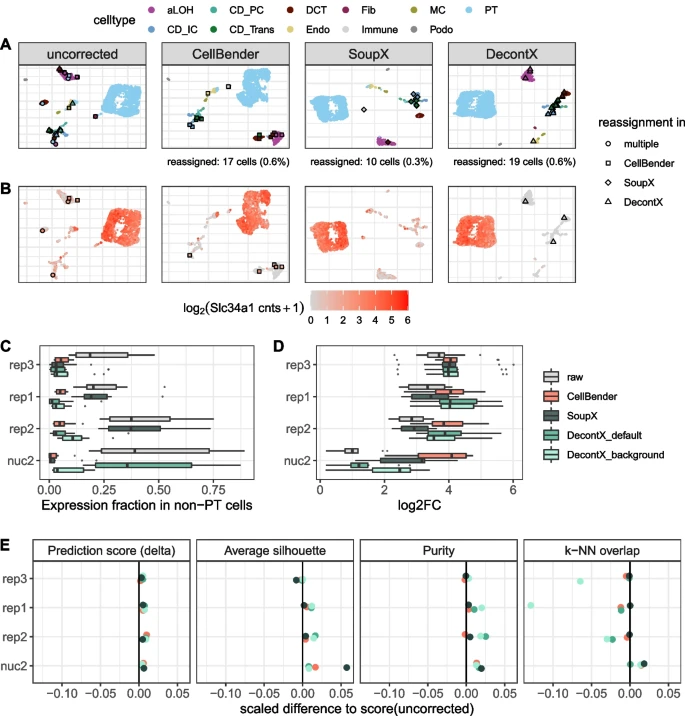 celltype
aLOH CD_PC DCT Fib MC PT
CD_IC CD_Trans Endo Immune Podo
A
uncorrected CellBender SoupX DecontX
reassigned: 17 cells (0.6%) reassigned: 10 cells (0.3%) reassigned: 19 cells (0.6%)
reassignment in
multiple
CellBender
SoupX
DecontX
B
log2(Slc34a1 cnts+1)
0 1 2 3 4 5 6
C D
rep3 rep3
rep1 rep1
rep2 rep2
nuc2 nuc2
0.00 0.25 0.50 0.75 0 2 4 6
Expression fraction in non-PT cells log2FC
raw
CellBender
SoupX
DecontX_default
DecontX_background
E
Prediction score (delta) Average silhouette Purity k-NN overlap
rep3
rep1
rep2
nuc2
−0.10 −0.05 0.00 0.05 −0.10 −0.05 0.00 0.05 −0.10 −0.05 0.00 0.05 −0.10 −0.05 0.00 0.05
scaled difference to score(uncorrected)